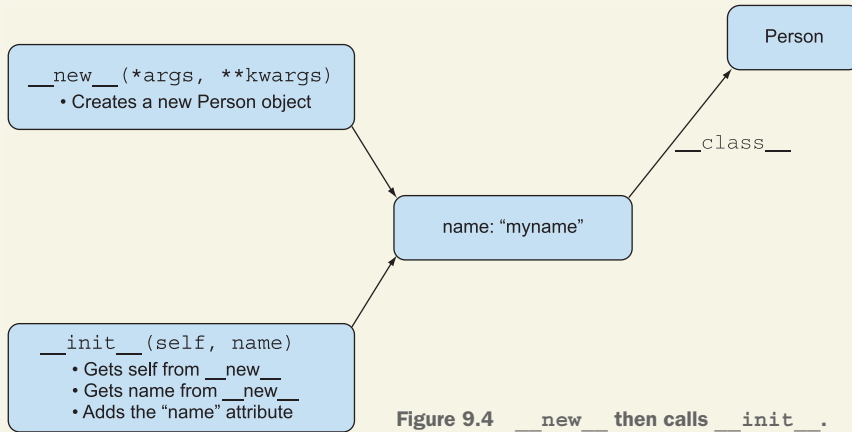 __new__(*args, **kwargs)
• Creates a new Person object
Person
__class__
name: “myname”
__init__(self, name)
• Gets self from __new__
• Gets name from __new__
• Adds the “name” attribute
Figure 9.4 __new__ then calls __init__.